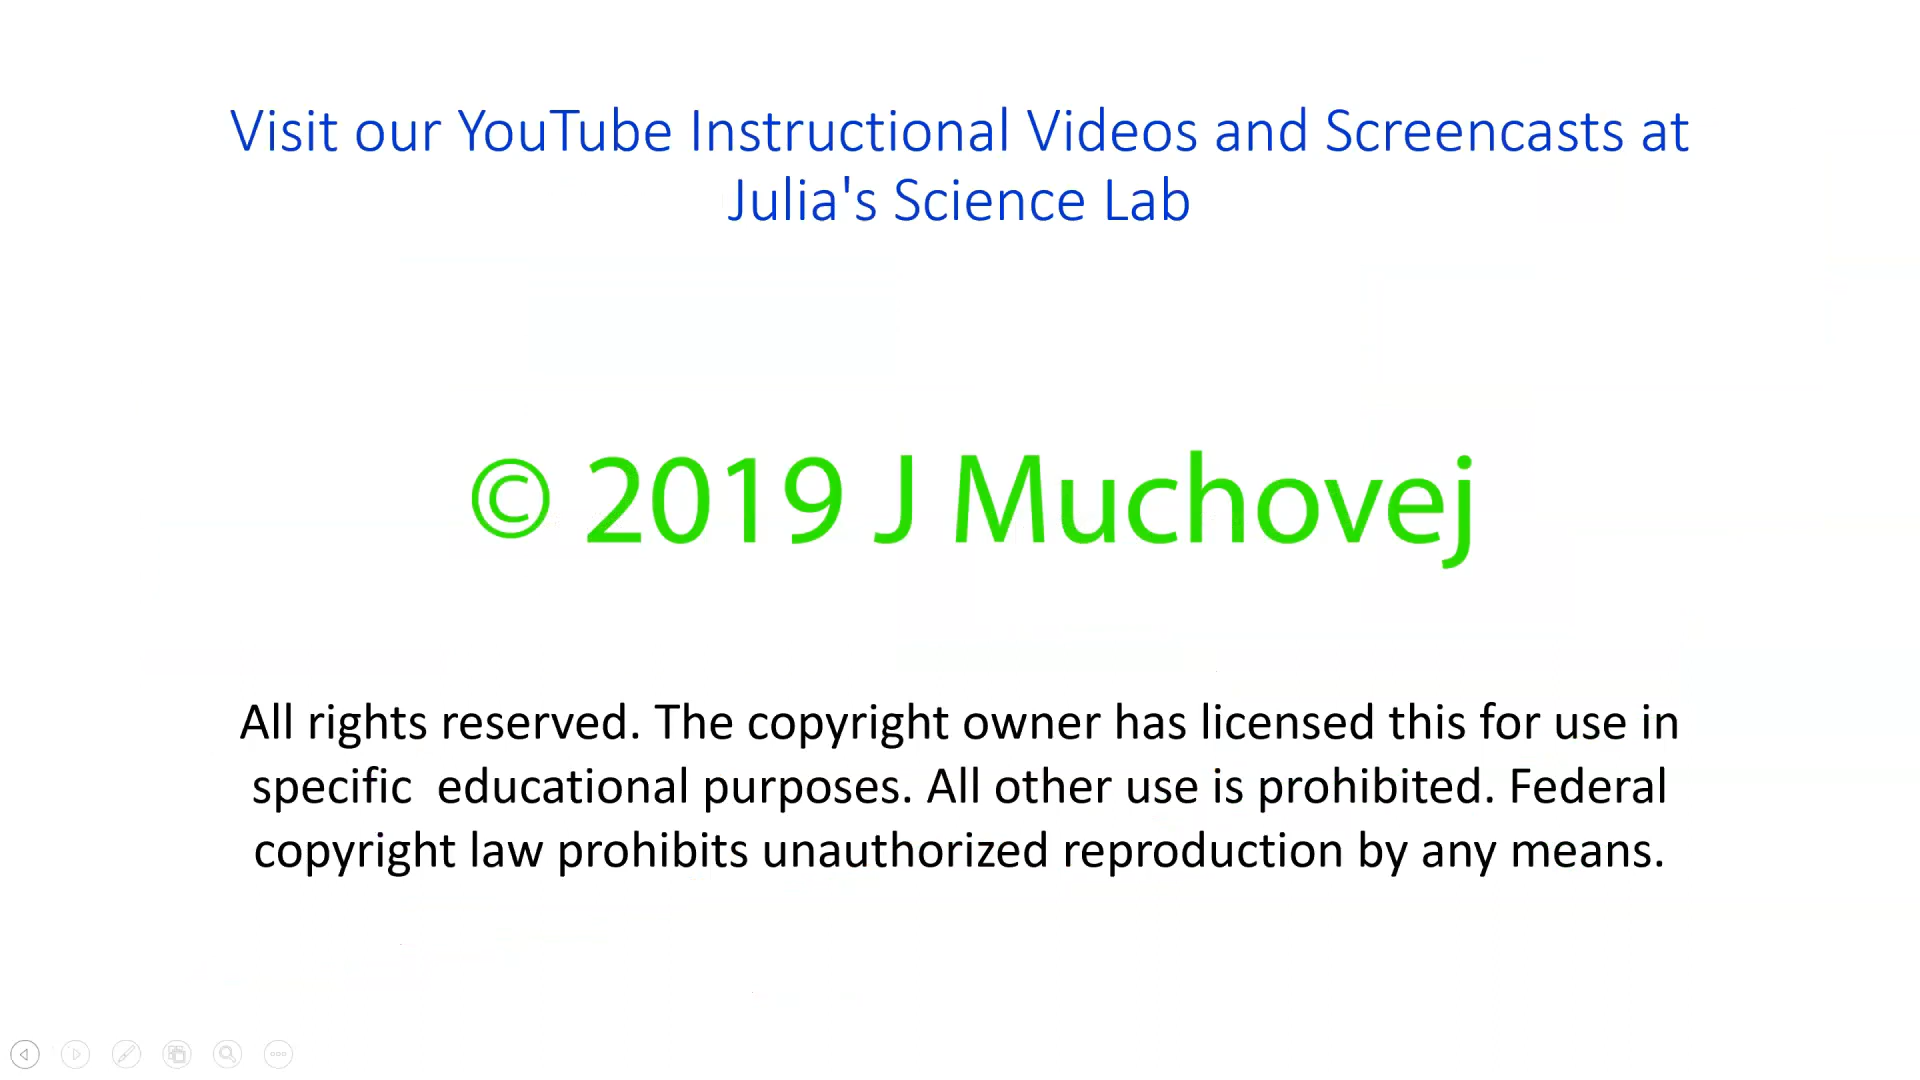 Visit our YouTube Instructional Videos and Screencasts at
Julia's Science Lab
© 2019 J Muchovej
All rights reserved. The copyright owner has licensed this for use in
specific  educational purposes. All other use is prohibited. Federal
copyright law prohibits unauthorized reproduction by any means.